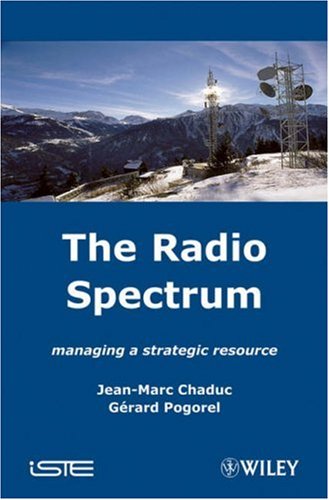 The Radio
Spectrum
managing a strategic resource
Jean-Marc Chaduc
Gérard Pogorel
iSTE
WILEY